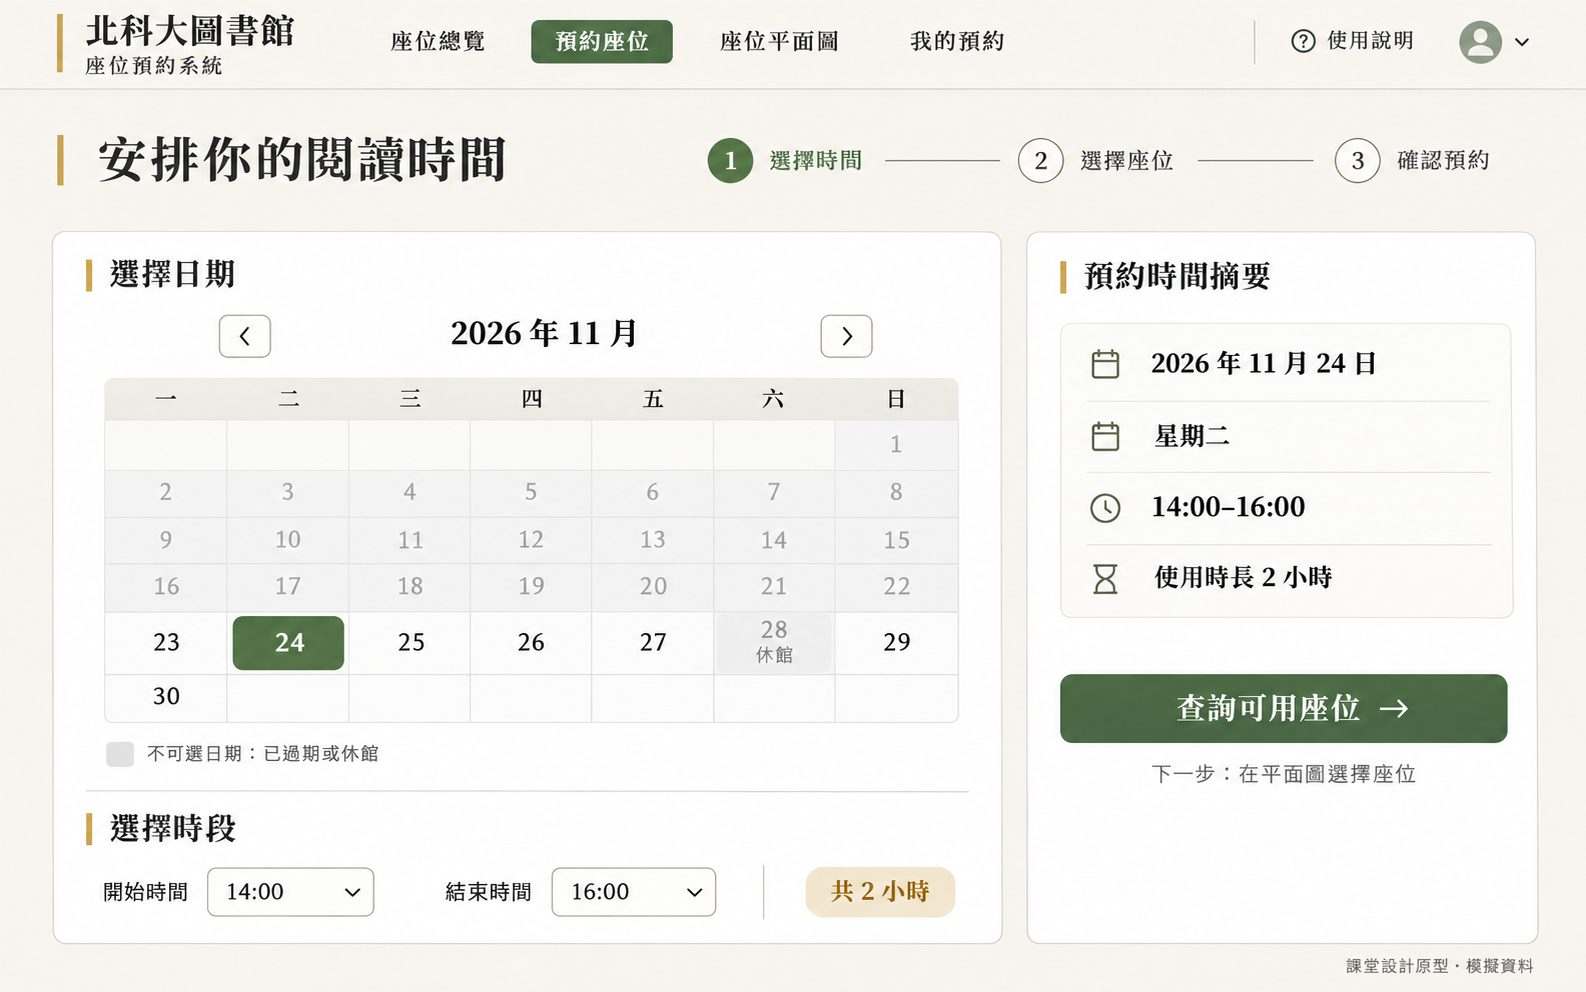 北科大圖書館
座位預約系統
座位總覽
預約座位
座位平面圖
我的預約
使用說明
安排你的閱讀時間
1 選擇時間
2 選擇座位
3 確認預約
選擇日期
2026 年 11 月
一 二 三 四 五 六 日
1
2 3 4 5 6 7 8
9 10 11 12 13 14 15
16 17 18 19 20 21 22
23 24 25 26 27 28 29
休館
30
不可選日期：已過期或休館
選擇時段
開始時間 14:00
結束時間 16:00
共 2 小時
預約時間摘要
2026 年 11 月 24 日
星期二
14:00–16:00
使用時長 2 小時
查詢可用座位 →
下一步：在平面圖選擇座位
課堂設計原型・模擬資料